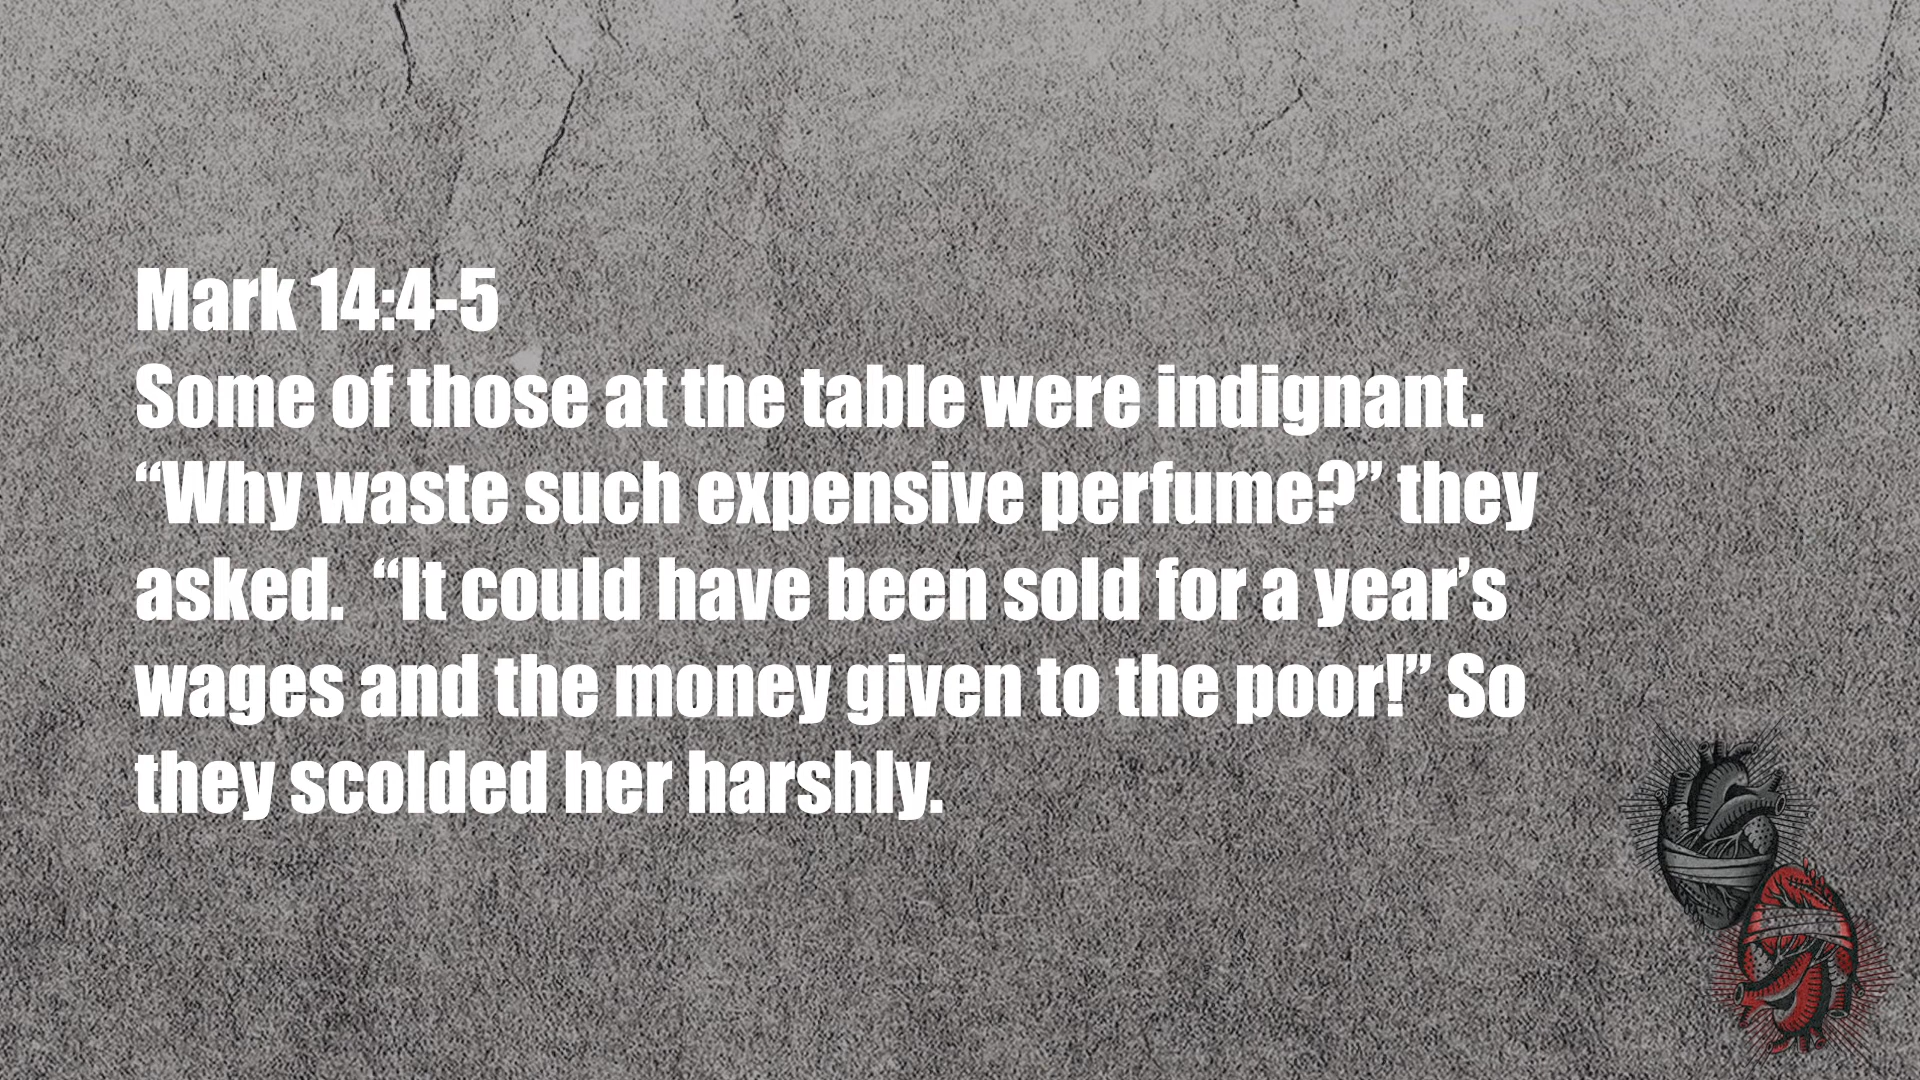 Mark 14:4-5
Some of those at the table were indignant.
“Why waste such expensive perfume?” they
asked.  “It could have been sold for a year’s
wages and the money given to the poor!” So
they scolded her harshly.